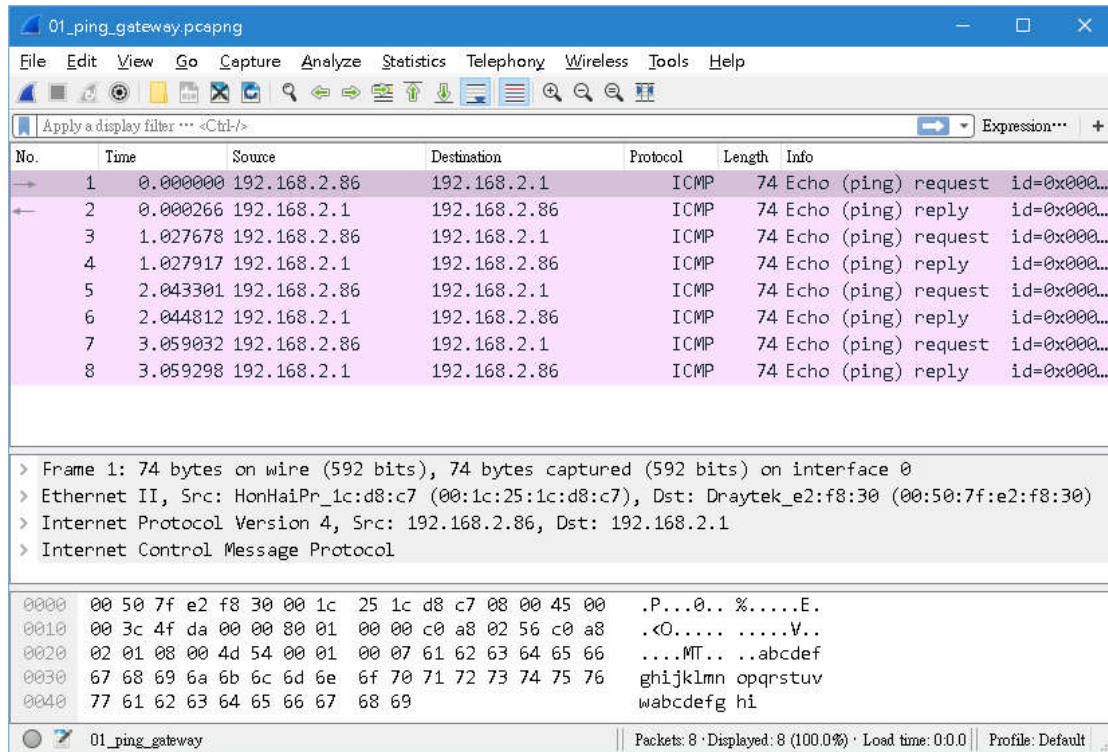 01_ping_gateway.pcapng
File Edit View Go Capture Analyze Statistics Telephony Wireless Tools Help
Apply a display filter ··· <Ctrl-/> Expression··· +
No. Time Source Destination Protocol Length Info
1 0.000000 192.168.2.86 192.168.2.1 ICMP 74 Echo (ping) request id=0x000…
2 0.000266 192.168.2.1 192.168.2.86 ICMP 74 Echo (ping) reply id=0x000…
3 1.027678 192.168.2.86 192.168.2.1 ICMP 74 Echo (ping) request id=0x000…
4 1.027917 192.168.2.1 192.168.2.86 ICMP 74 Echo (ping) reply id=0x000…
5 2.043301 192.168.2.86 192.168.2.1 ICMP 74 Echo (ping) request id=0x000…
6 2.044812 192.168.2.1 192.168.2.86 ICMP 74 Echo (ping) reply id=0x000…
7 3.059032 192.168.2.86 192.168.2.1 ICMP 74 Echo (ping) request id=0x000…
8 3.059298 192.168.2.1 192.168.2.86 ICMP 74 Echo (ping) reply id=0x000…
> Frame 1: 74 bytes on wire (592 bits), 74 bytes captured (592 bits) on interface 0
> Ethernet II, Src: HonHaiPr_1c:d8:c7 (00:1c:25:1c:d8:c7), Dst: Draytek_e2:f8:30 (00:50:7f:e2:f8:30)
> Internet Protocol Version 4, Src: 192.168.2.86, Dst: 192.168.2.1
> Internet Control Message Protocol
0000 00 50 7f e2 f8 30 00 1c 25 1c d8 c7 08 00 45 00 .P...0.. %.....E.
0010 00 3c 4f da 00 00 80 01 00 00 c0 a8 02 56 c0 a8 .<O..... .....V..
0020 02 01 08 00 4d 54 00 01 00 07 61 62 63 64 65 66 ....MT.. ..abcdef
0030 67 68 69 6a 6b 6c 6d 6e 6f 70 71 72 73 74 75 76 ghijklmn opqrstuv
0040 77 61 62 63 64 65 66 67 68 69 wabcdefg hi
01_ping_gateway Packets: 8 · Displayed: 8 (100.0%) · Load time: 0:0.0 Profile: Default